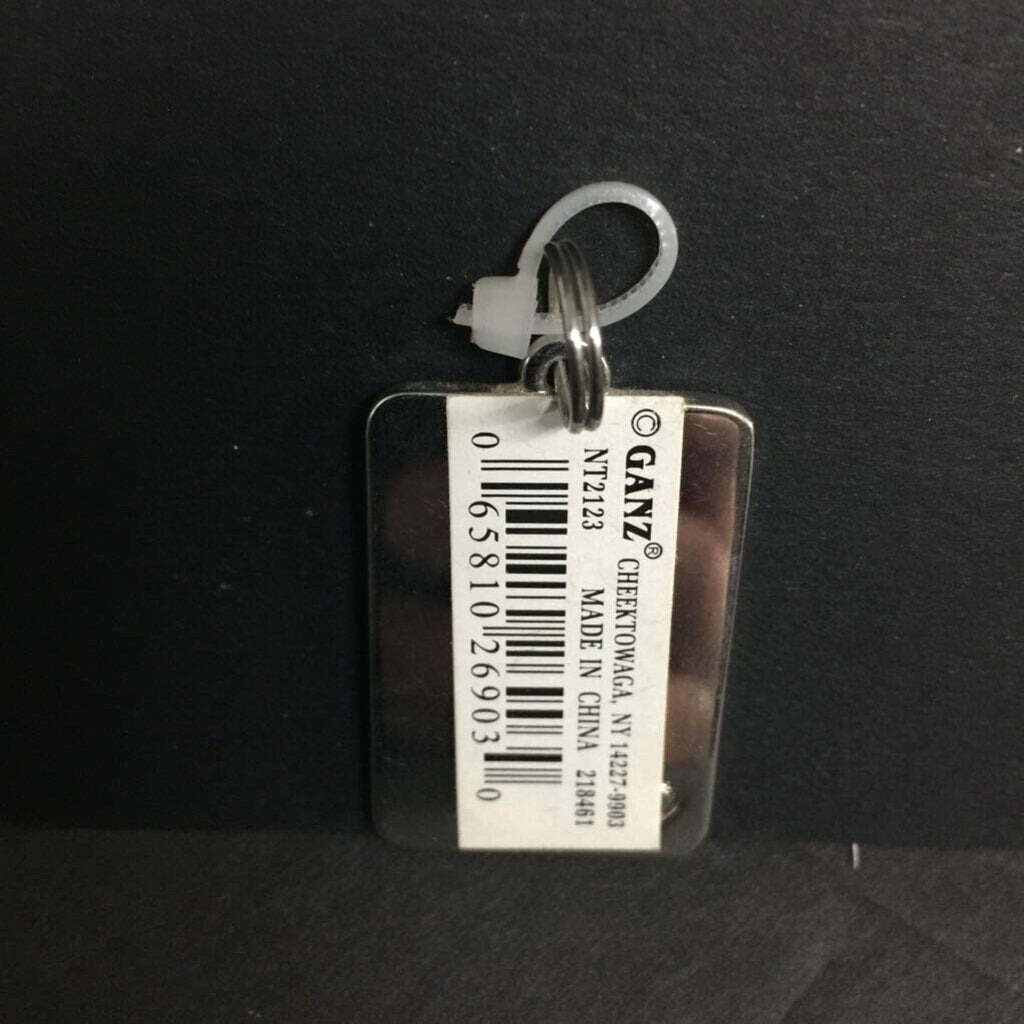 © GANZ® CHEEKTOWAGA, NY 14227-9903
NT2123 MADE IN CHINA 218461
0 65810 26903 0